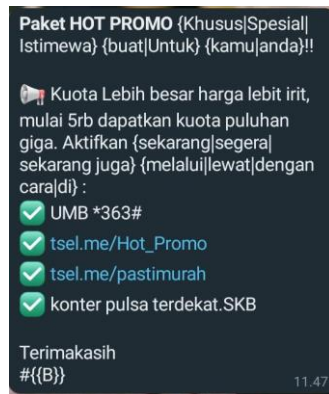 Paket HOT PROMO {Khusus|Spesial|
Istimewa} {buat|Untuk} {kamu|anda}!!
Kuota Lebih besar harga lebit irit,
mulai 5rb dapatkan kuota puluhan
giga. Aktifkan {sekarang|segera|
sekarang juga} {melalui|lewat|dengan
cara|di} :
UMB *363#
tsel.me/Hot_Promo
tsel.me/pastimurah
konter pulsa terdekat.SKB
Terimakasih
#{{B}}
11.47